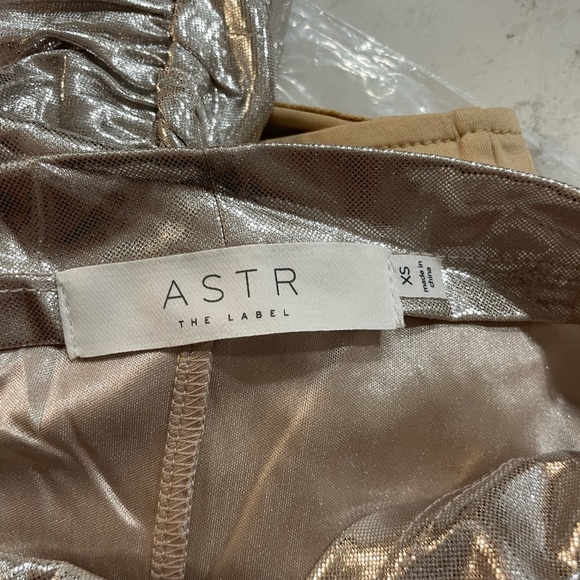 ASTR
THE LABEL
XS
made in
china